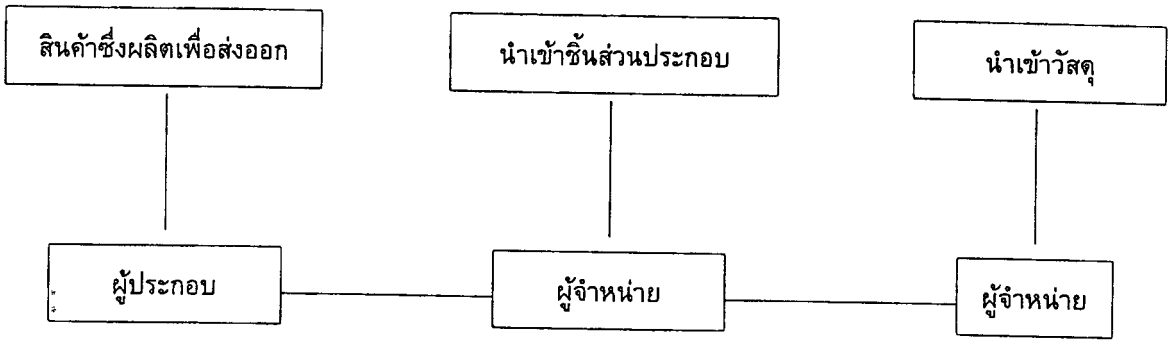 สินค้าซึ่งผลิตเพื่อส่งออก
นำเข้าชิ้นส่วนประกอบ
นำเข้าวัสดุ
ผู้ประกอบ
ผู้จำหน่าย
ผู้จำหน่าย